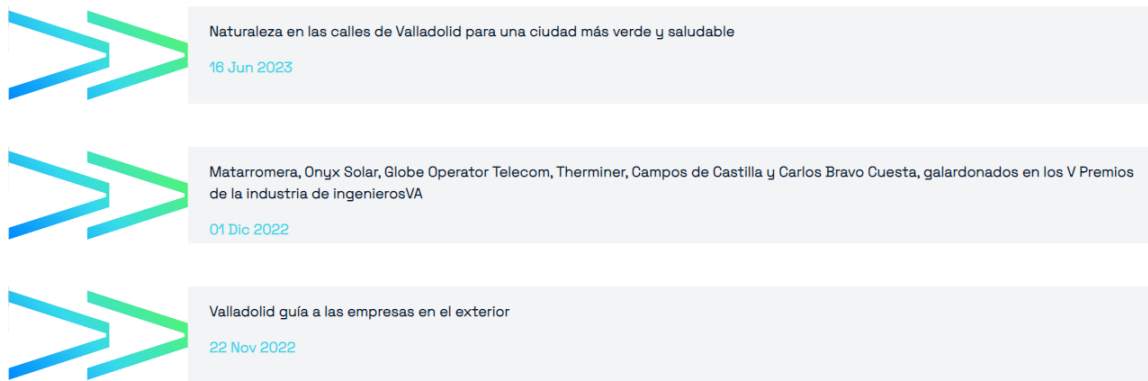 Naturaleza en las calles de Valladolid para una ciudad más verde y saludable
16 Jun 2023
Matarromera, Onyx Solar, Globe Operator Telecom, Therminer, Campos de Castilla y Carlos Bravo Cuesta, galardonados en los V Premios
de la industria de ingenierosVA
01 Dic 2022
Valladolid guía a las empresas en el exterior
22 Nov 2022